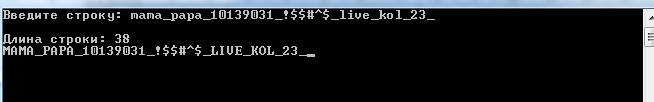 Введите строку: mama_papa_10139031_!$$#^$_live_kol_23_
Длина строки: 38
MAMA_PAPA_10139031_!$$#^$_LIVE_KOL_23_